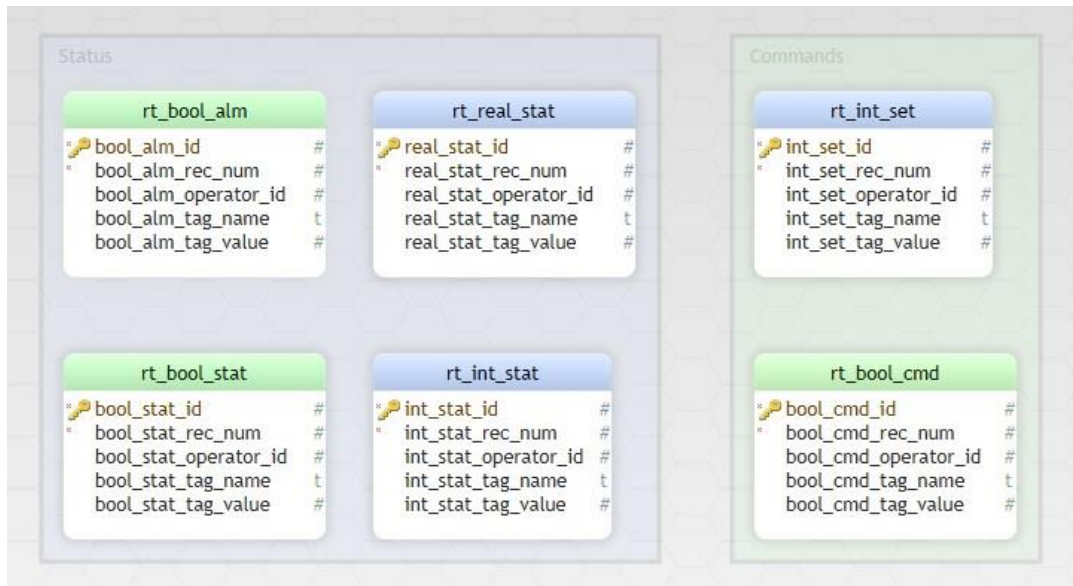 Status
rt_bool_alm
bool_alm_id #
bool_alm_rec_num #
bool_alm_operator_id #
bool_alm_tag_name t
bool_alm_tag_value #
rt_real_stat
real_stat_id #
real_stat_rec_num #
real_stat_operator_id #
real_stat_tag_name t
real_stat_tag_value #
rt_bool_stat
bool_stat_id #
bool_stat_rec_num #
bool_stat_operator_id #
bool_stat_tag_name t
bool_stat_tag_value #
rt_int_stat
int_stat_id #
int_stat_rec_num #
int_stat_operator_id #
int_stat_tag_name t
int_stat_tag_value #
Commands
rt_int_set
int_set_id #
int_set_rec_num #
int_set_operator_id #
int_set_tag_name t
int_set_tag_value #
rt_bool_cmd
bool_cmd_id #
bool_cmd_rec_num #
bool_cmd_operator_id #
bool_cmd_tag_name t
bool_cmd_tag_value #